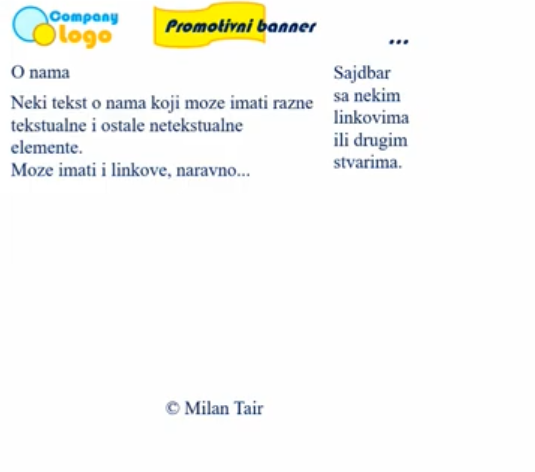 Company
Logo
Promotivni banner
...
O nama
Neki tekst o nama koji moze imati razne
tekstualne i ostale netekstualne
elemente.
Moze imati i linkove, naravno...
Sajdbar
sa nekim
linkovima
ili drugim
stvarima.
© Milan Tair